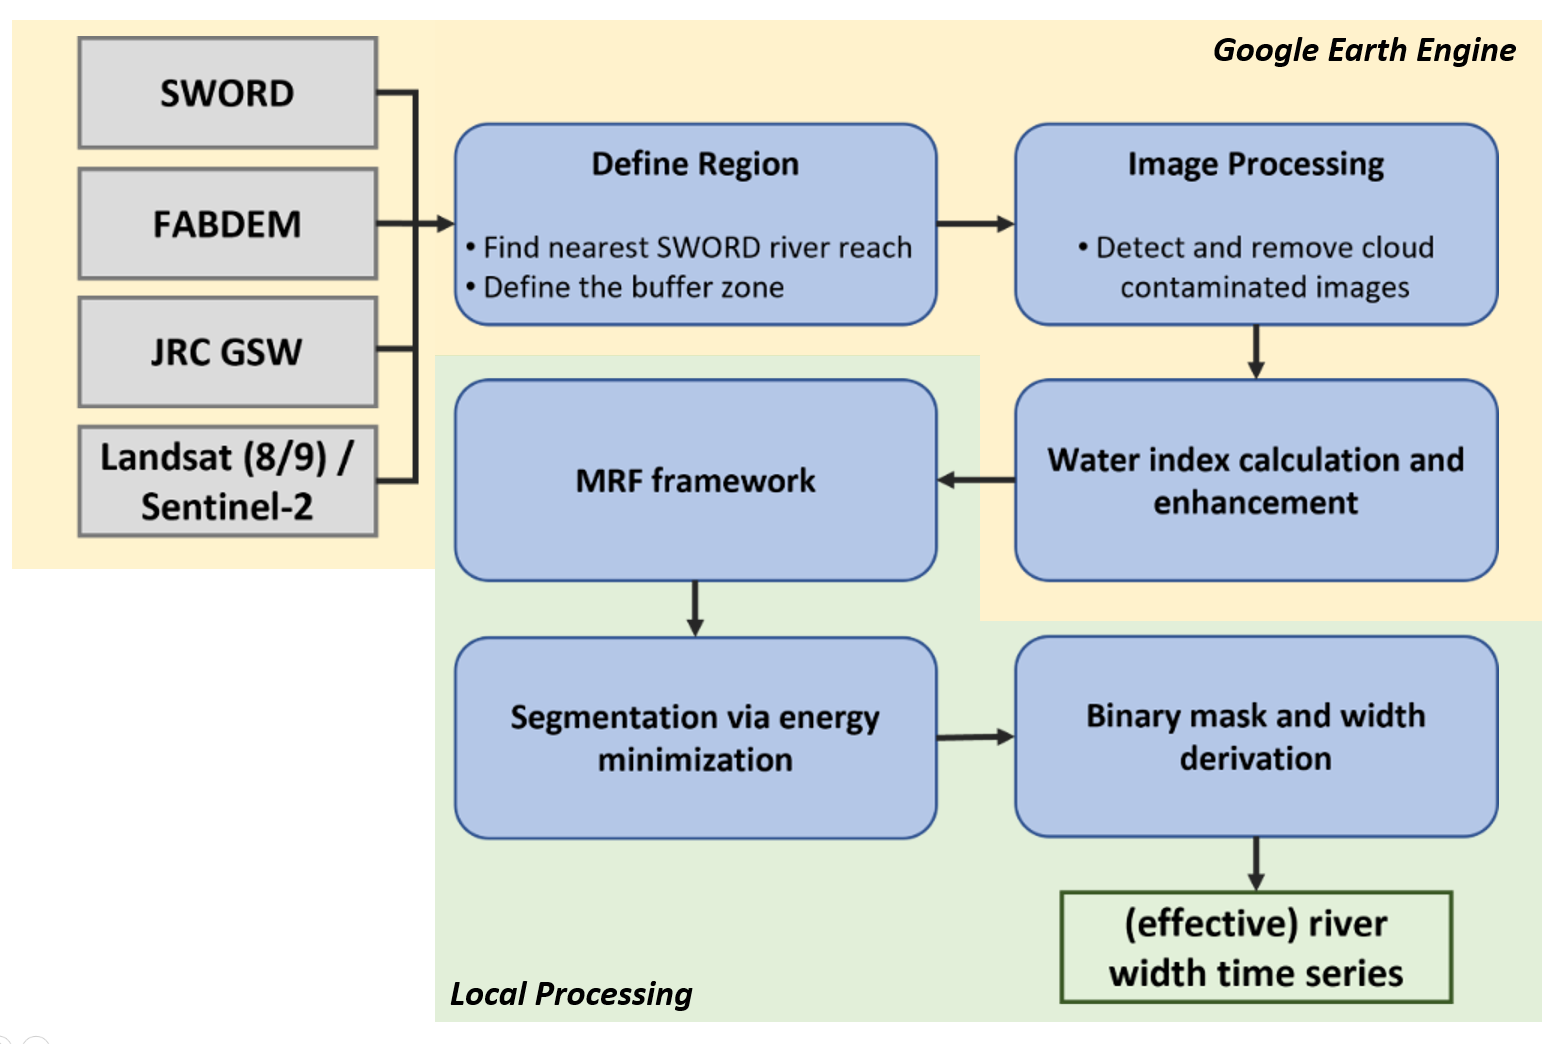 Google Earth Engine
SWORD
FABDEM
JRC GSW
Landsat (8/9) /
Sentinel-2
Define Region
• Find nearest SWORD river reach
• Define the buffer zone
Image Processing
• Detect and remove cloud
contaminated images
Water index calculation and
enhancement
MRF framework
Segmentation via energy
minimization
Binary mask and width
derivation
(effective) river
width time series
Local Processing